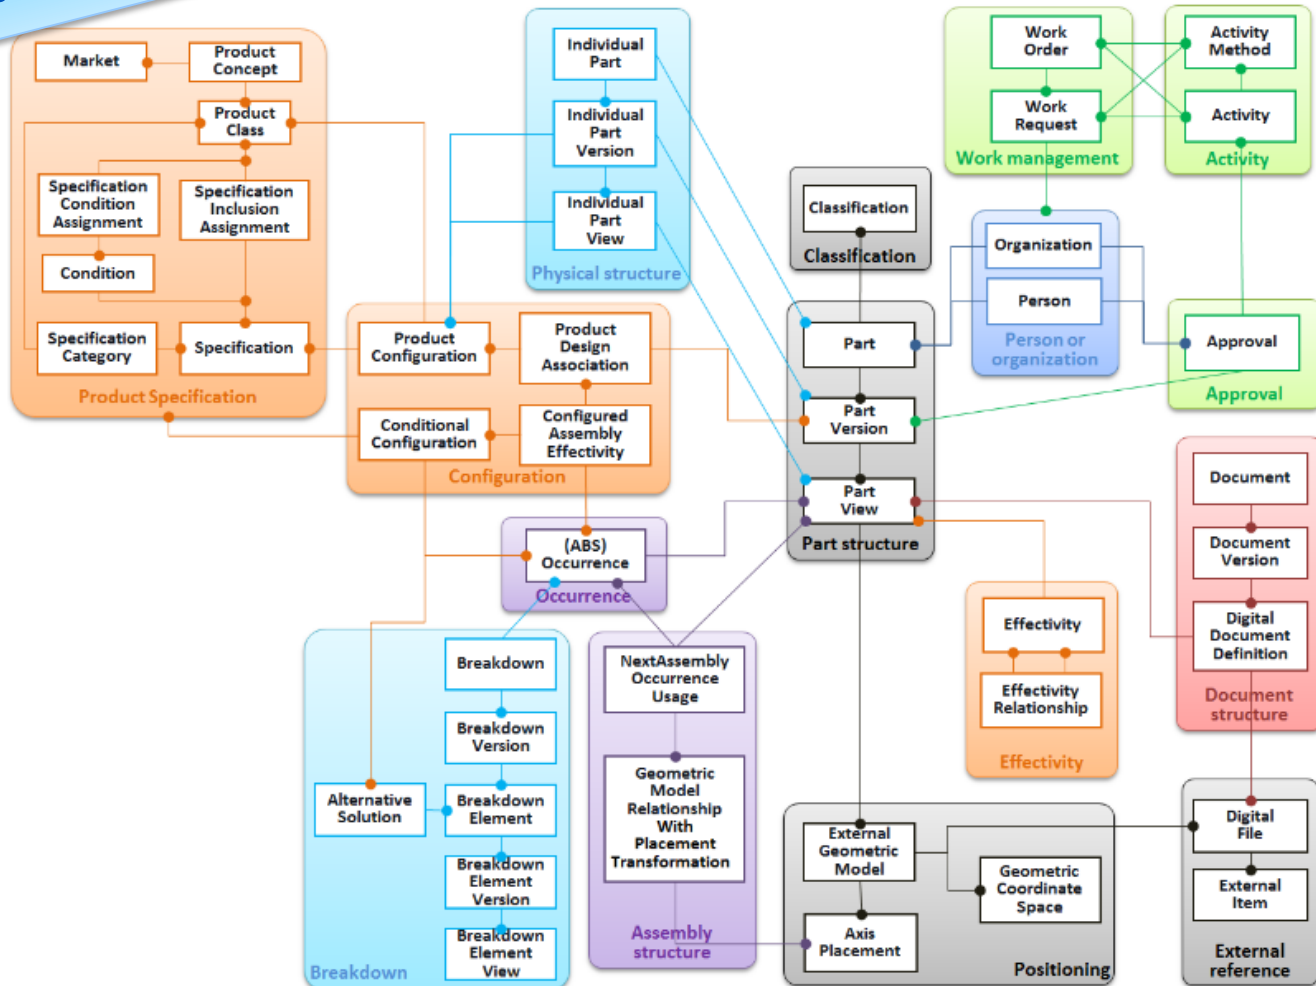 Market
Product
Concept
Product
Class
Specification
Condition
Assignment
Specification
Inclusion
Assignment
Condition
Specification
Category
Specification
Product Specification
Individual
Part
Individual
Part
Version
Individual
Part
View
Physical structure
Product
Configuration
Product
Design
Association
Conditional
Configuration
Configured
Assembly
Effectivity
Configuration
(ABS)
Occurrence
Occurrence
Breakdown
Breakdown
Version
Alternative
Solution
Breakdown
Element
Breakdown
Element
Version
Breakdown
Element
View
Breakdown
NextAssembly
Occurrence
Usage
Geometric
Model
Relationship
With
Placement
Transformation
Assembly
structure
Classification
Classification
Part
Part
Version
Part
View
Part structure
External
Geometric
Model
Geometric
Coordinate
Space
Axis
Placement
Positioning
Work
Order
Work
Request
Work management
Activity
Method
Activity
Activity
Organization
Person
Person or
organization
Approval
Approval
Effectivity
Effectivity
Relationship
Effectivity
Document
Document
Version
Digital
Document
Definition
Document
structure
Digital
File
External
Item
External
reference